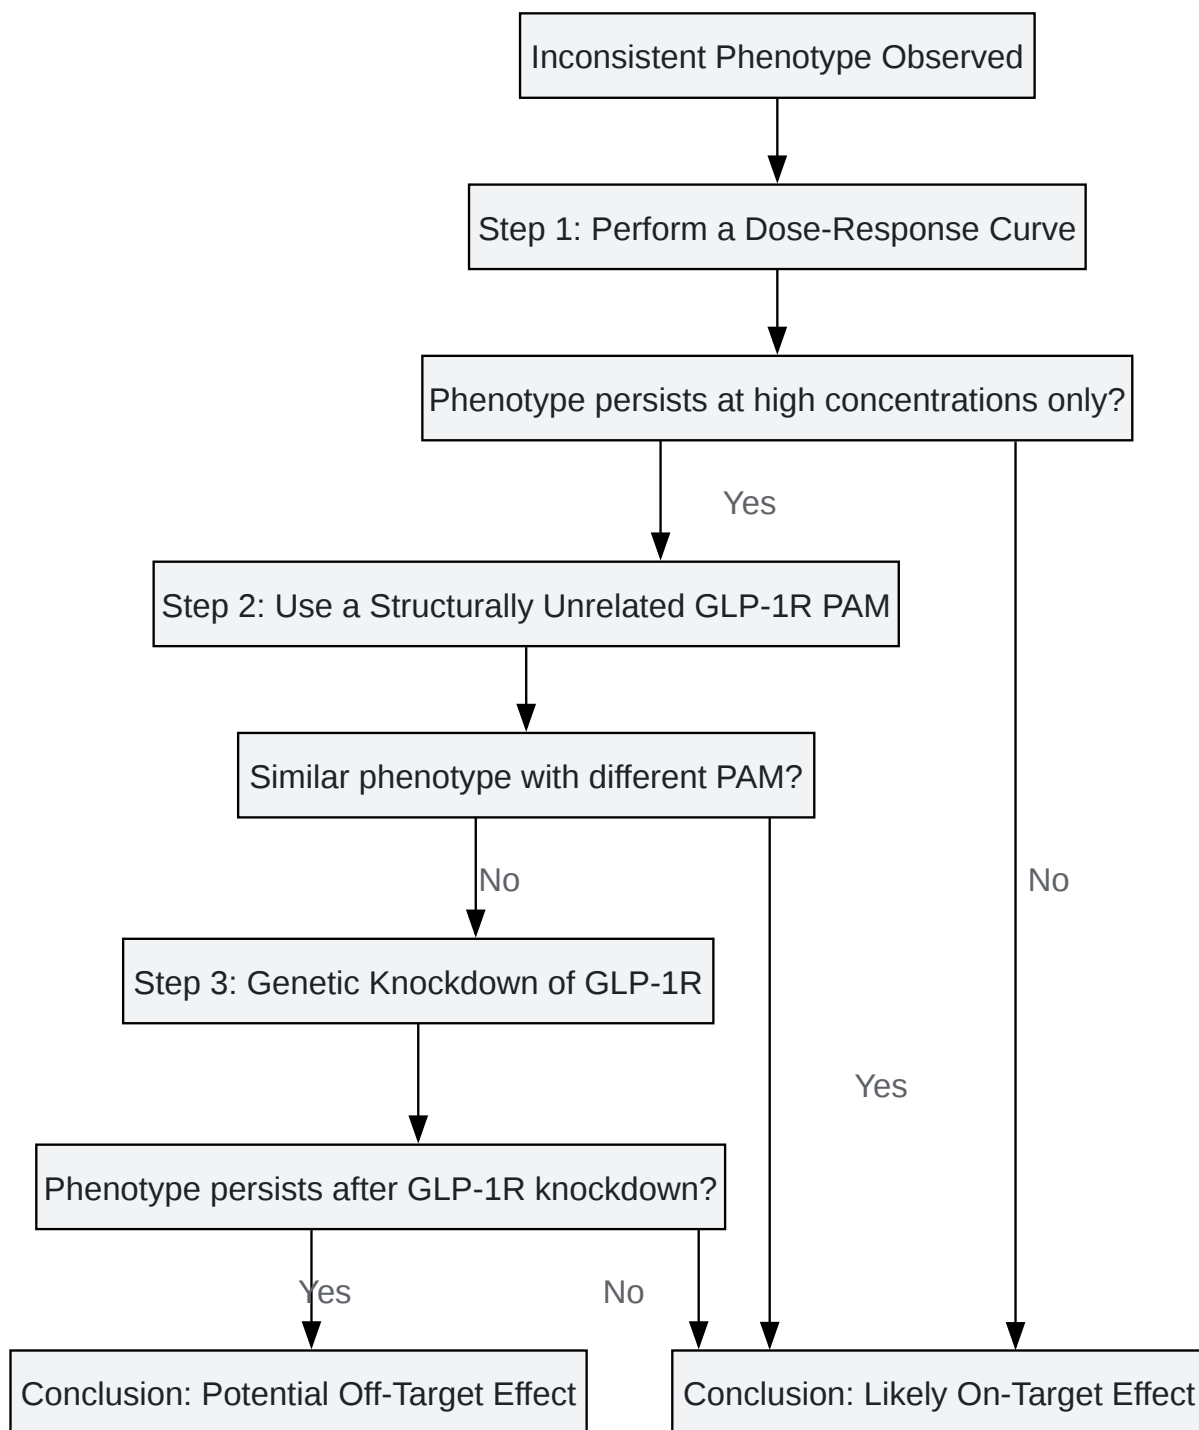 Inconsistent Phenotype Observed
Step 1: Perform a Dose-Response Curve
Phenotype persists at high concentrations only?
Yes
Step 2: Use a Structurally Unrelated GLP-1R PAM
Similar phenotype with different PAM?
No
No
Step 3: Genetic Knockdown of GLP-1R
Yes
Phenotype persists after GLP-1R knockdown?
Yes
No
Conclusion: Potential Off-Target Effect
Conclusion: Likely On-Target Effect